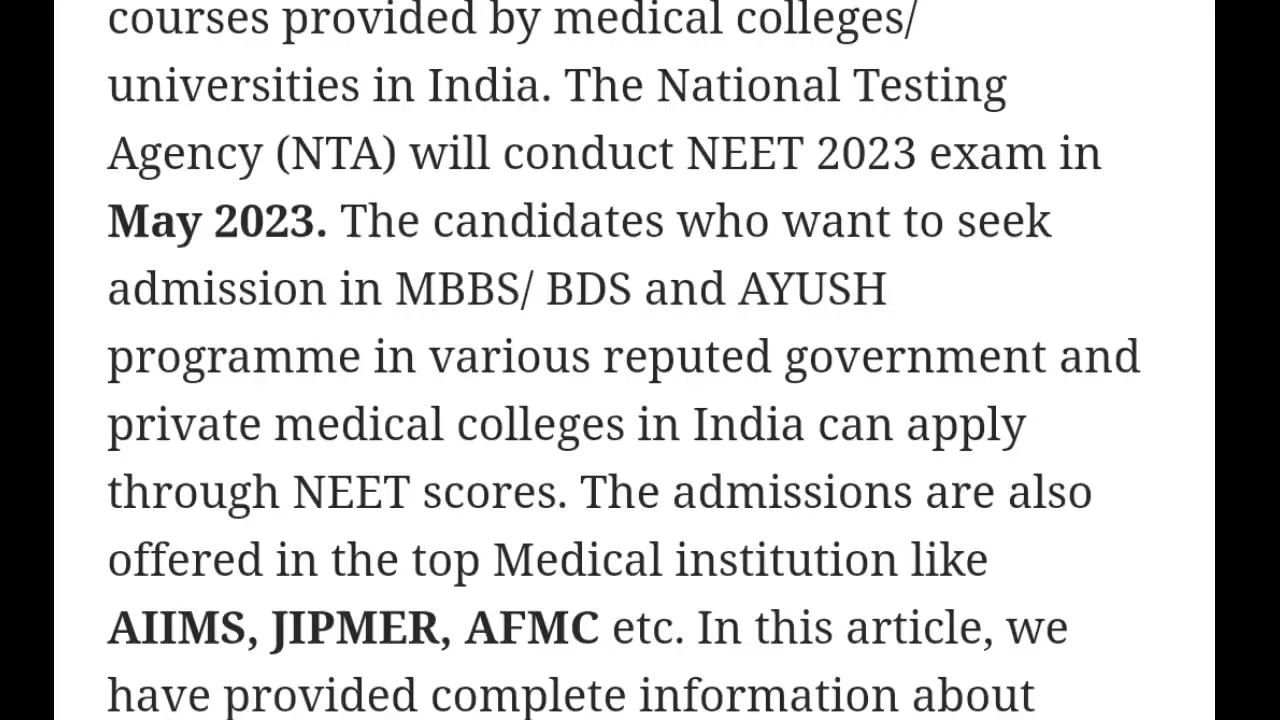 courses provided by medical colleges/
universities in India. The National Testing
Agency (NTA) will conduct NEET 2023 exam in
May 2023. The candidates who want to seek
admission in MBBS/ BDS and AYUSH
programme in various reputed government and
private medical colleges in India can apply
through NEET scores. The admissions are also
offered in the top Medical institution like
AIIMS, JIPMER, AFMC etc. In this article, we
have provided complete information about